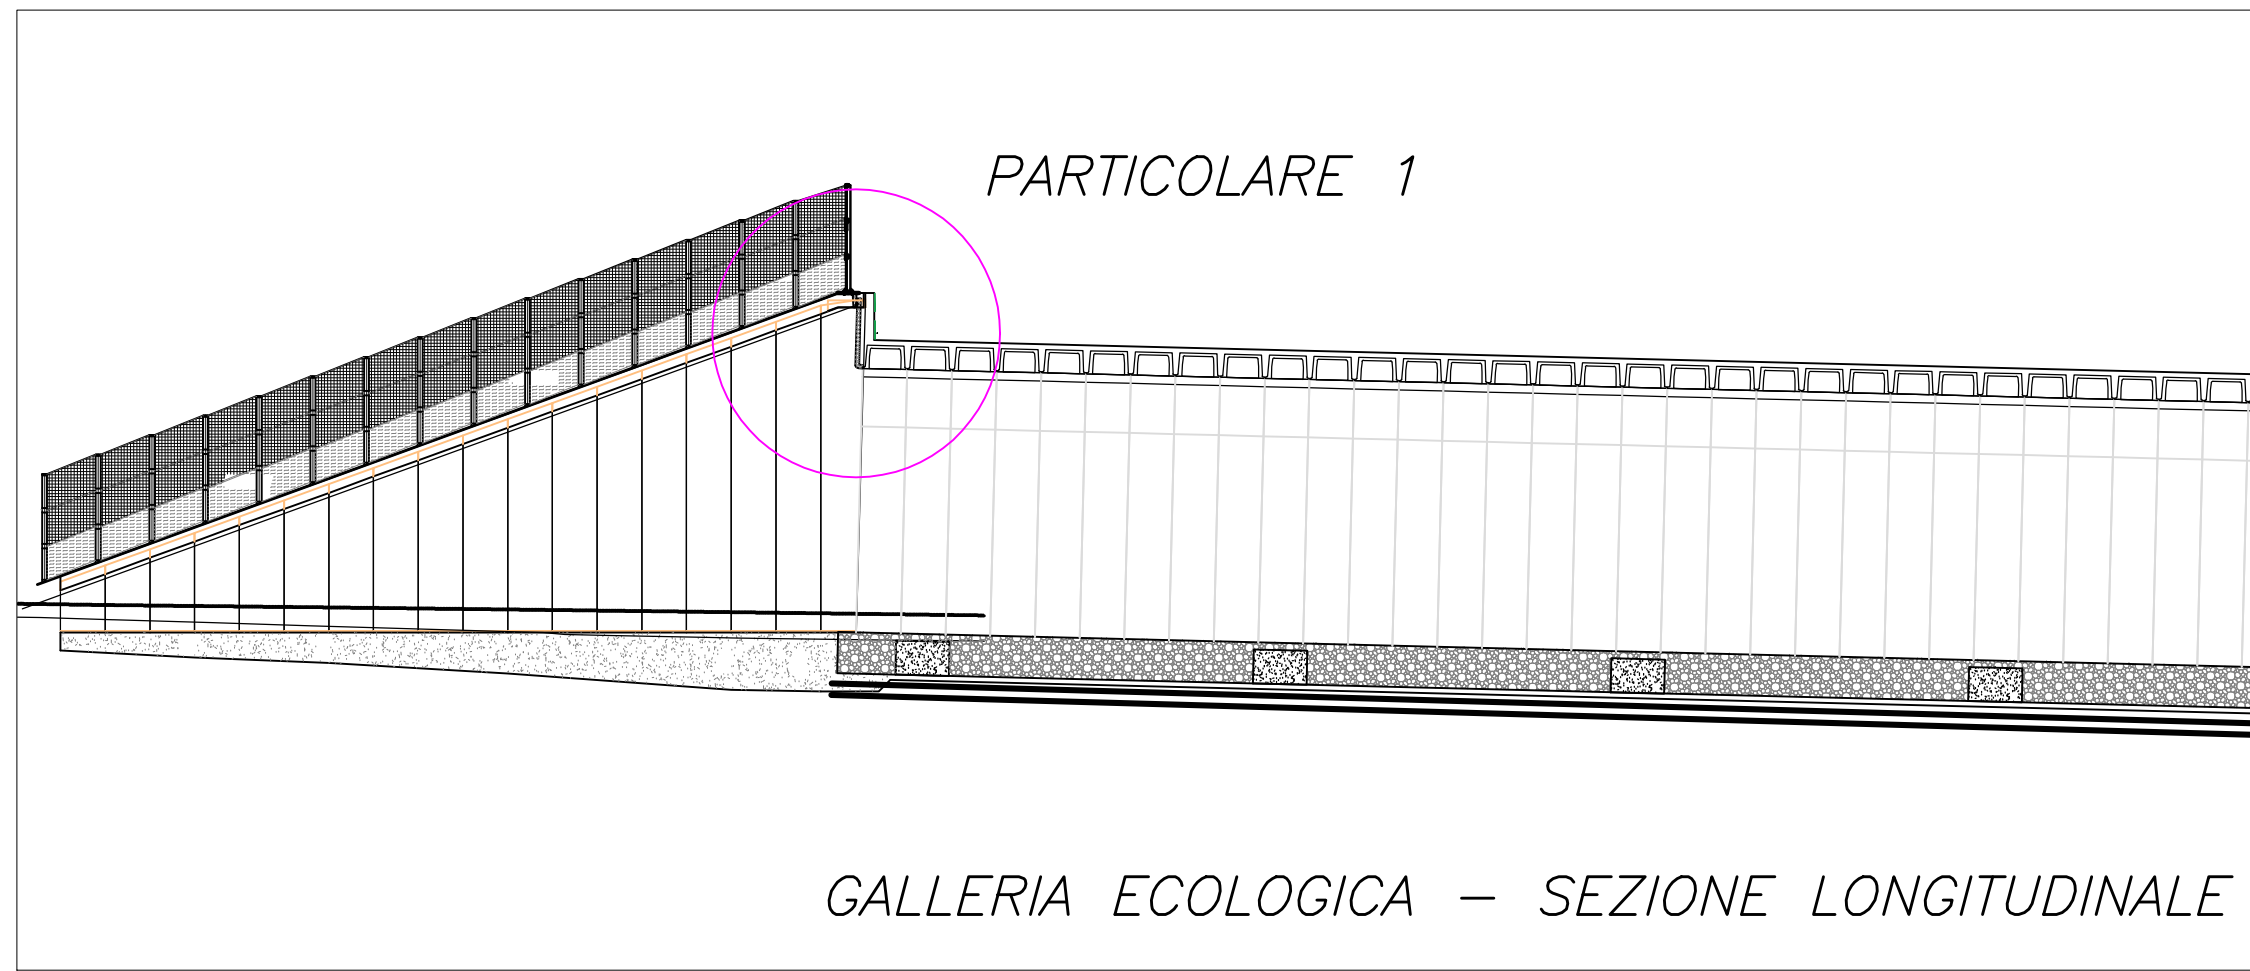 PARTICOLARE 1
GALLERIA ECOLOGICA – SEZIONE LONGITUDINALE